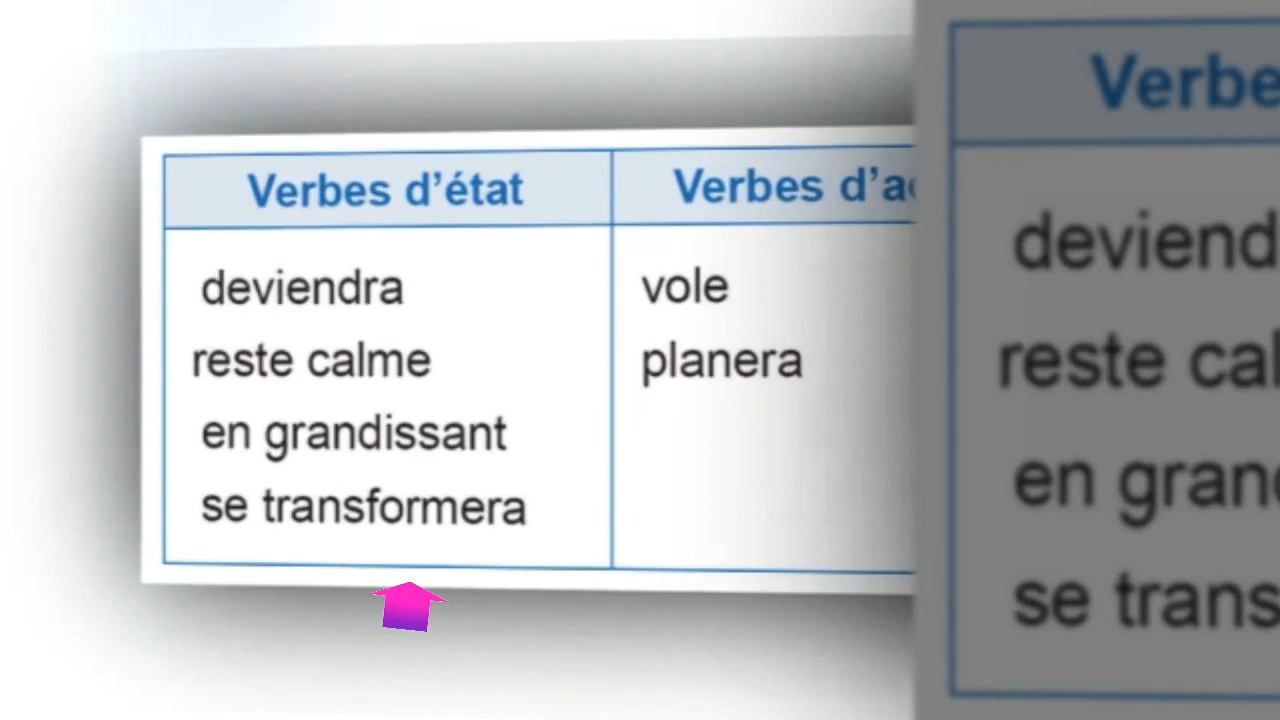 Verbes d'état Verbes d'a
deviendra vole
reste calme planera
en grandissant
se transformera
Verbe
deviend
reste cal
en gran
se trans